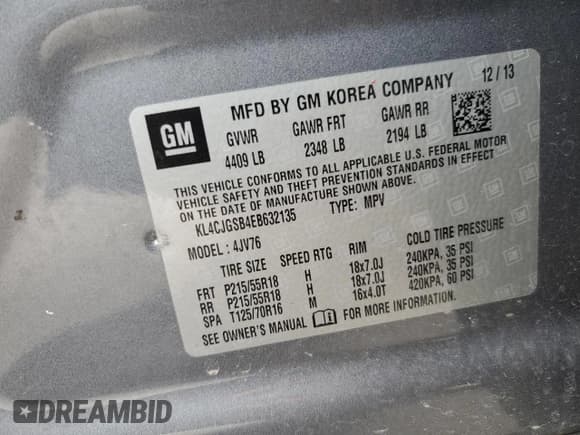 GM
MFD BY GM KOREA COMPANY 12/13
GVWR GAWR FRT GAWR RR
4409 LB 2348 LB 2194 LB
THIS VEHICLE CONFORMS TO ALL APPLICABLE U.S. FEDERAL MOTOR
VEHICLE SAFETY AND THEFT PREVENTION STANDARDS IN EFFECT
ON THE DATE OF MANUFACTURE SHOWN ABOVE.
KL4CJGSB4EB632135 TYPE: MPV
MODEL: 4JV76
TIRE SIZE SPEED RTG RIM COLD TIRE PRESSURE
FRT P215/55R18 H 18x7.0J 240KPA, 35 PSI
RR P215/55R18 H 18x7.0J 240KPA, 35 PSI
SPA T125/70R16 M 16x4.0T 420KPA, 60 PSI
SEE OWNER'S MANUAL FOR MORE INFORMATION.
DREAMBID